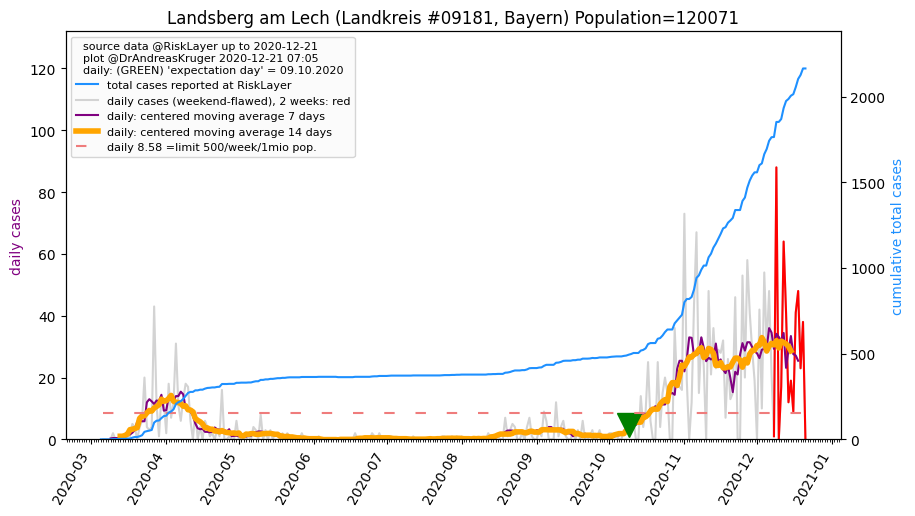 Landsberg am Lech (Landkreis #09181, Bayern) Population=120071
source data @RiskLayer up to 2020-12-21
plot @DrAndreasKruger 2020-12-21 07:05
daily: (GREEN) 'expectation day' = 09.10.2020
total cases reported at RiskLayer
daily cases (weekend-flawed), 2 weeks: red
daily: centered moving average 7 days
daily: centered moving average 14 days
daily 8.58 =limit 500/week/1mio pop.
daily cases
120
100
80
60
40
20
0
cumulative total cases
2000
1500
1000
500
0
2020-03
2020-04
2020-05
2020-06
2020-07
2020-08
2020-09
2020-10
2020-11
2020-12
2021-01